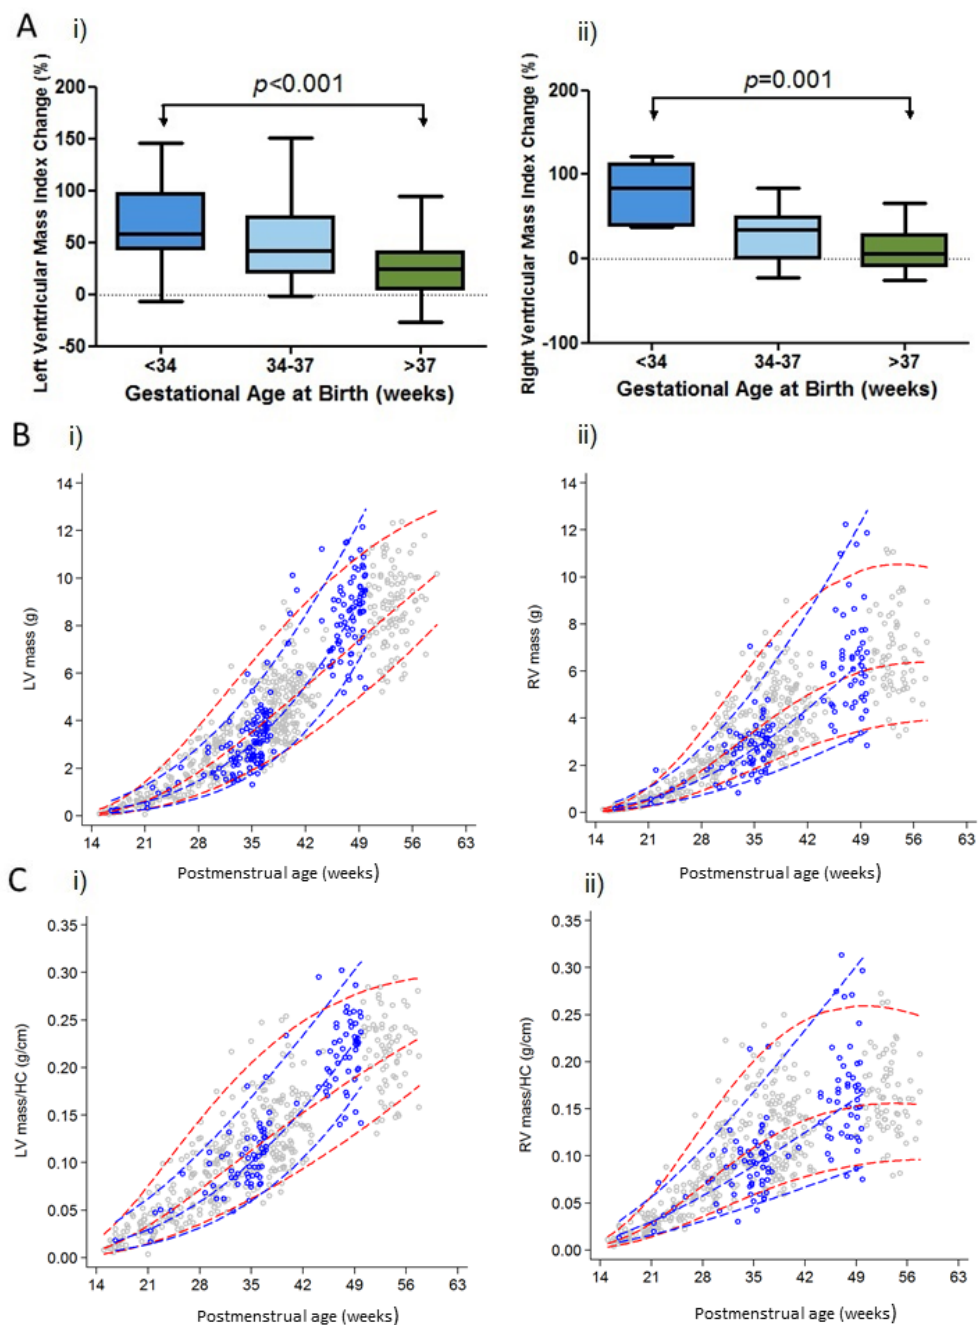 A i) ii)
Left Ventricular Mass Index Change (%)
200
150
100
50
0
-50
p<0.001
<34 34-37 >37
Gestational Age at Birth (weeks)
Right Ventricular Mass Index Change (%)
200
100
0
-100
p=0.001
<34 34-37 >37
Gestational Age at Birth (weeks)
B i) ii)
LV mass (g)
14
12
10
8
6
4
2
0
14 21 28 35 42 49 56 63
Postmenstrual age (weeks)
RV mass (g)
14
12
10
8
6
4
2
0
14 21 28 35 42 49 56 63
Postmenstrual age (weeks)
C i) ii)
LV mass/HC (g/cm)
0.35
0.30
0.25
0.20
0.15
0.10
0.05
0.00
14 21 28 35 42 49 56 63
Postmenstrual age (weeks)
RV mass/HC (g/cm)
0.35
0.30
0.25
0.20
0.15
0.10
0.05
0.00
14 21 28 35 42 49 56 63
Postmenstrual age (weeks)